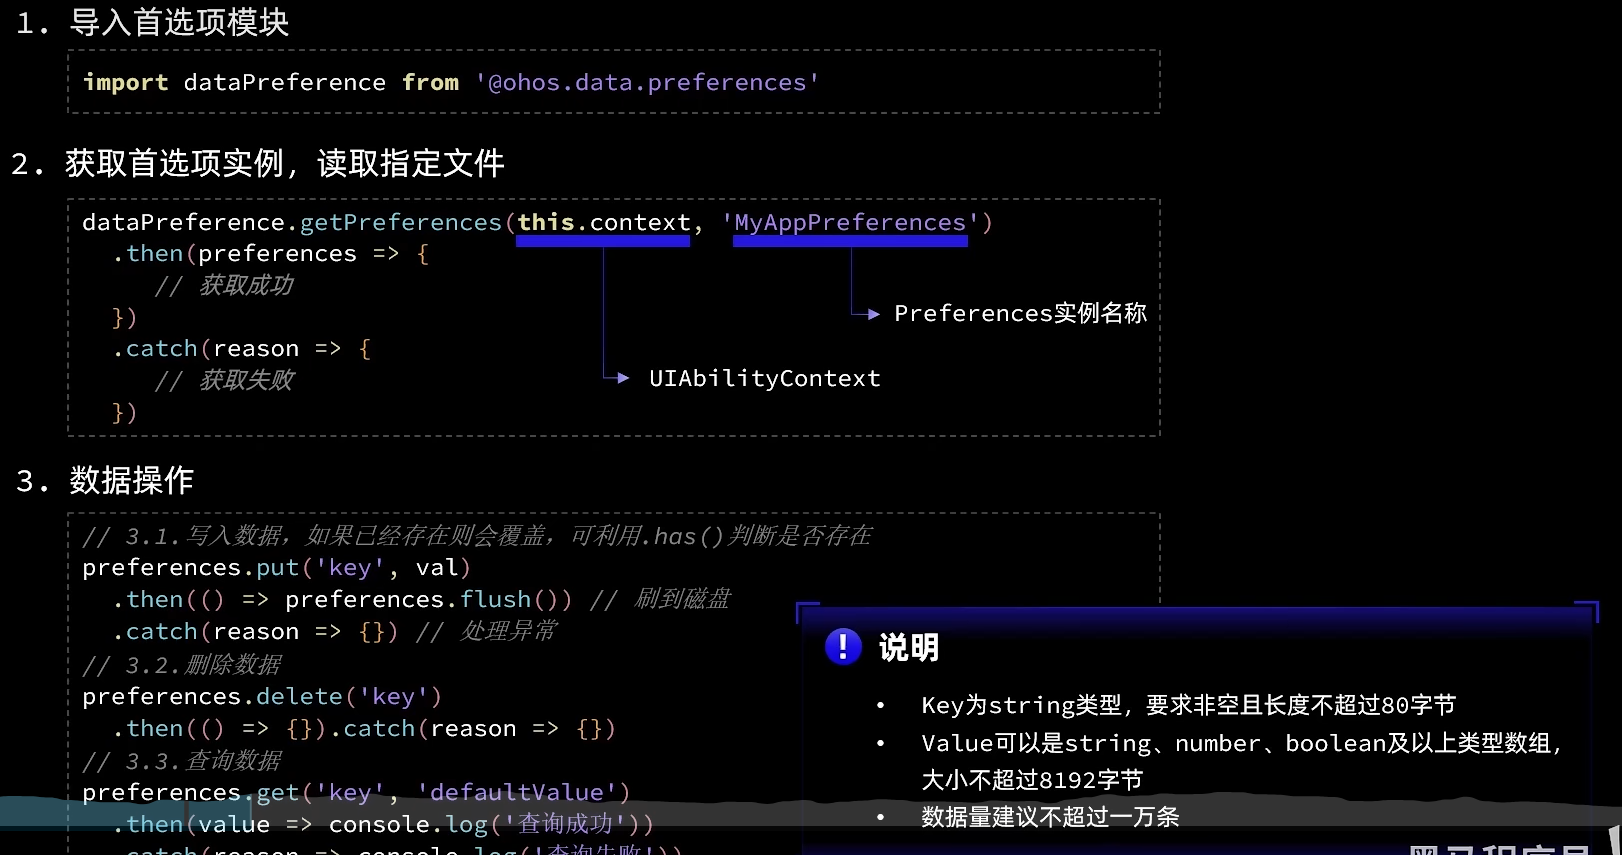 1. 导入首选项模块
import dataPreference from '@ohos.data.preferences'
2. 获取首选项实例，读取指定文件
dataPreference.getPreferences(this.context, 'MyAppPreferences')
.then(preferences => {
// 获取成功
})
Preferences实例名称
.catch(reason => {
// 获取失败
UIAbilityContext
})
3. 数据操作
// 3.1.写入数据，如果已经存在则会覆盖，可利用.has()判断是否存在
preferences.put('key', val)
.then(() => preferences.flush()) // 刷到磁盘
.catch(reason => {}) // 处理异常
// 3.2.删除数据
preferences.delete('key')
.then(() => {}).catch(reason => {})
// 3.3.查询数据
preferences.get('key', 'defaultValue')
.then(value => console.log('查询成功'))
.catch(reason => console.log('查询失败'))
说明
• Key为string类型，要求非空且长度不超过80字节
• Value可以是string、number、boolean及以上类型数组，
大小不超过8192字节
• 数据量建议不超过一万条
黑马程序员